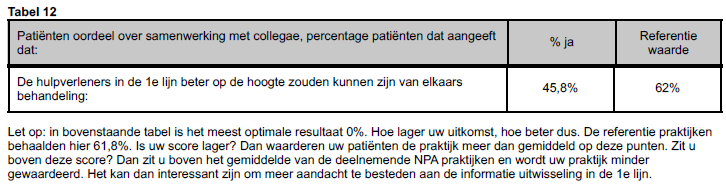 Tabel 12
Patiënten oordeel over samenwerking met collegae, percentage patiënten dat aangeeft dat: % ja Referentie waarde
De hulpverleners in de 1e lijn beter op de hoogte zouden kunnen zijn van elkaars behandeling: 45,8% 62%
Let op: in bovenstaande tabel is het meest optimale resultaat 0%. Hoe lager uw uitkomst, hoe beter dus. De referentie praktijken
behaalden hier 61,8%. Is uw score lager? Dan waarderen uw patiënten de praktijk meer dan gemiddeld op deze punten. Zit u
boven deze score? Dan zit u boven het gemiddelde van de deelnemende NPA praktijken en wordt uw praktijk minder
gewaardeerd. Het kan dan interessant zijn om meer aandacht te besteden aan de informatie uitwisseling in de 1e lijn.